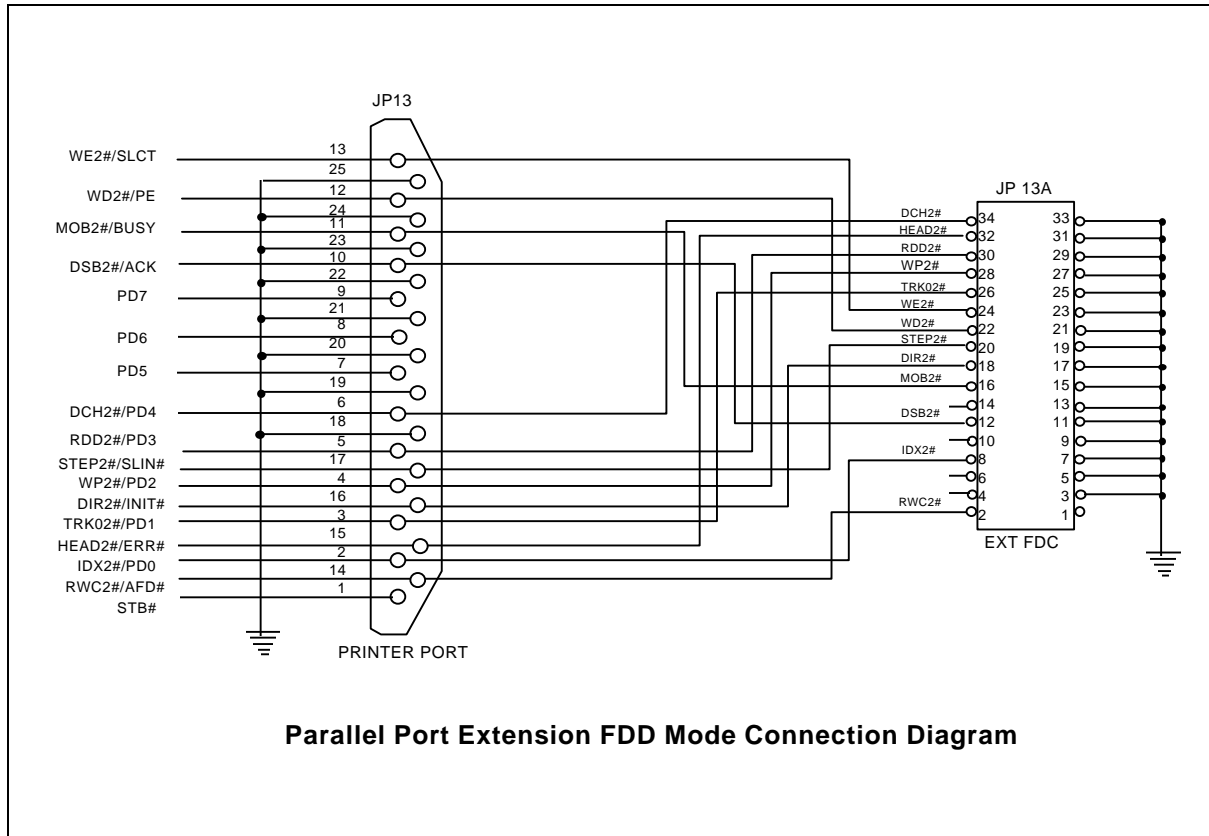 JP13
WE2#/SLCT
WD2#/PE
MOB2#/BUSY
DSB2#/ACK
PD7
PD6
PD5
DCH2#/PD4
RDD2#/PD3
STEP2#/SLIN#
WP2#/PD2
DIR2#/INIT#
TRK02#/PD1
HEAD2#/ERR#
IDX2#/PD0
RWC2#/AFD#
STB#
13
25
12
24
11
23
10
22
9
21
8
20
7
19
6
18
5
17
4
16
3
15
2
14
1
PRINTER PORT
JP 13A
DCH2#
HEAD2#
RDD2#
WP2#
TRK02#
WE2#
WD2#
STEP2#
DIR2#
MOB2#
DSB2#
IDX2#
RWC2#
34 33
32 31
30 29
28 27
26 25
24 23
22 21
20 19
18 17
16 15
14 13
12 11
10 9
8 7
6 5
4 3
2 1
EXT FDC
Parallel Port Extension FDD Mode Connection Diagram